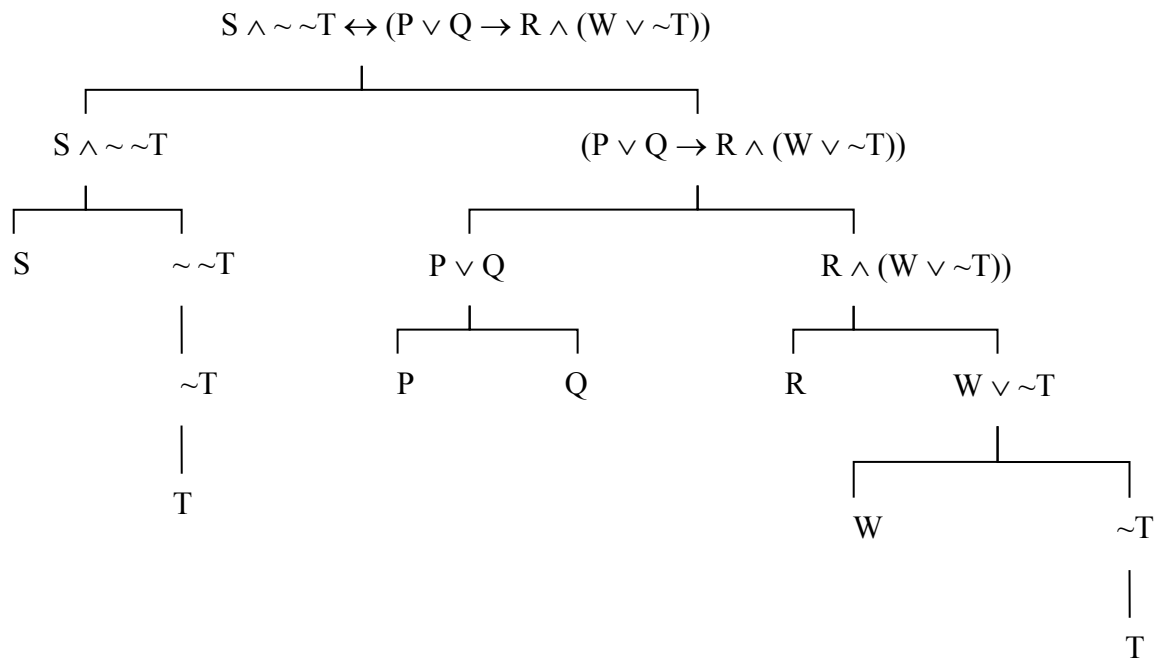 S ∧ ~ ~T ↔ (P ∨ Q → R ∧ (W ∨ ~T))
S ∧ ~ ~T (P ∨ Q → R ∧ (W ∨ ~T))
S ~ ~T P ∨ Q R ∧ (W ∨ ~T))
~T P Q R W ∨ ~T
T W ~T
T